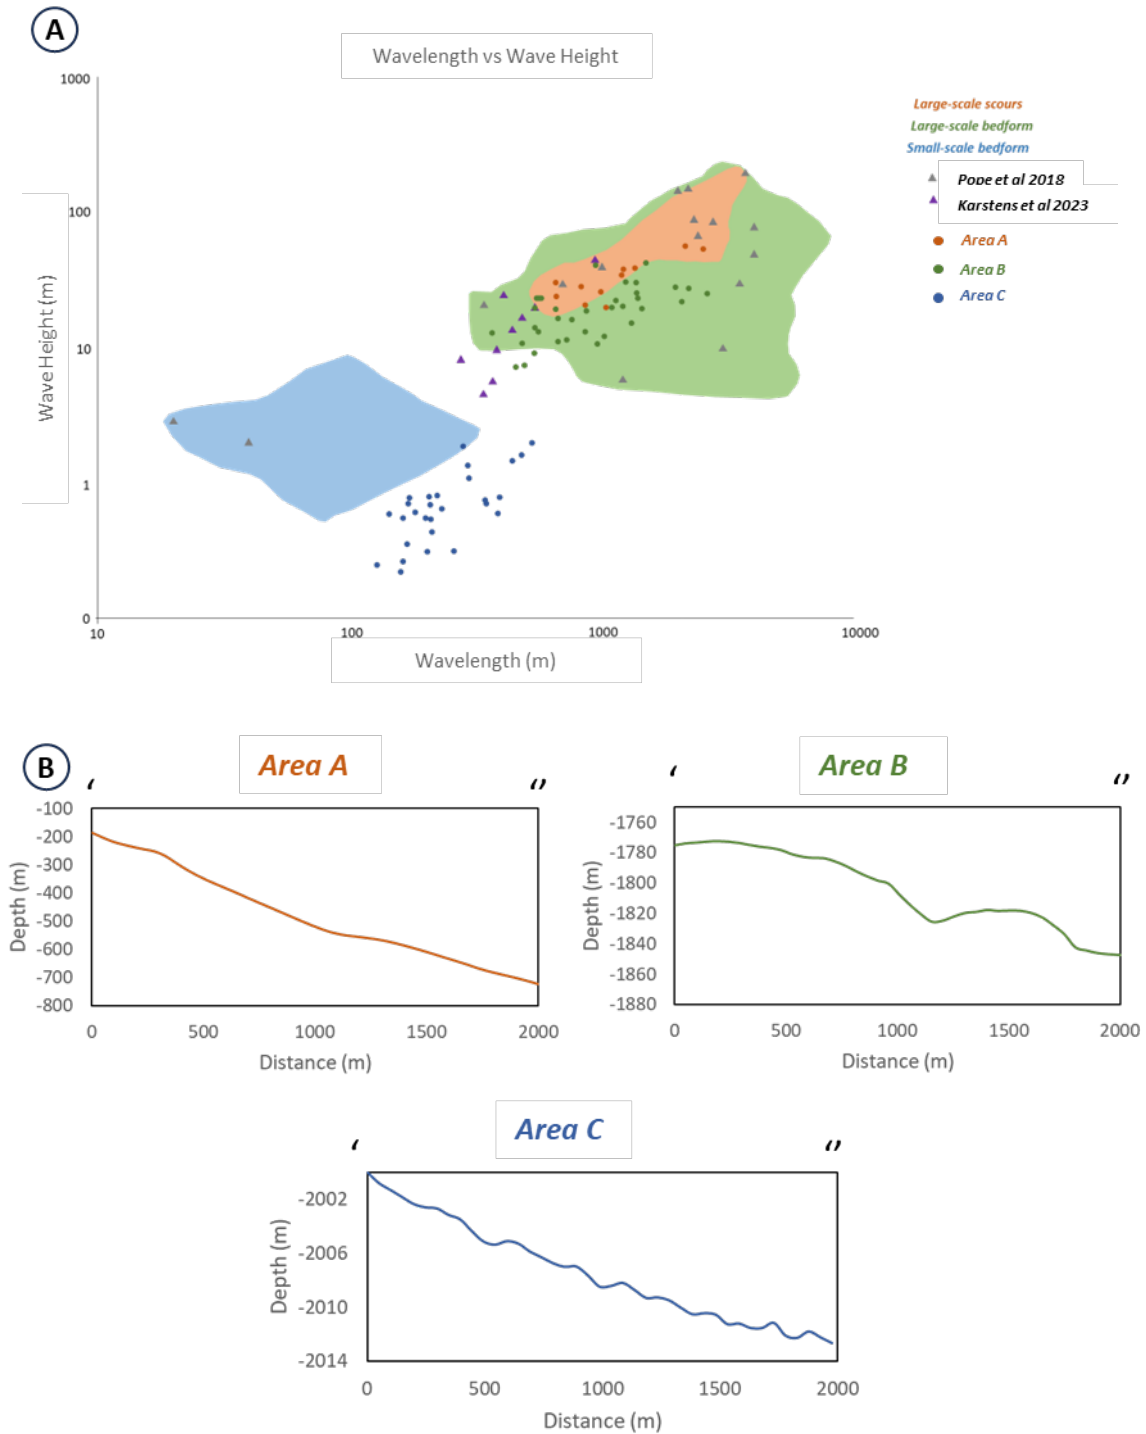 A
Wavelength vs Wave Height
1000
100
10
1
0
Wave Height (m)
10
100
1000
10000
Wavelength (m)
Large-scale scours
Large-scale bedform
Small-scale bedform
Pope et al 2018
Karstens et al 2023
Area A
Area B
Area C
B
Area A
‘
‘’
-100
-200
-300
-400
-500
-600
-700
-800
Depth (m)
0
500
1000
1500
2000
Distance (m)
Area B
‘
‘’
-1760
-1780
-1800
-1820
-1840
-1860
-1880
Depth (m)
0
500
1000
1500
2000
Distance (m)
Area C
‘
‘’
-2002
-2006
-2010
-2014
Depth (m)
0
500
1000
1500
2000
Distance (m)